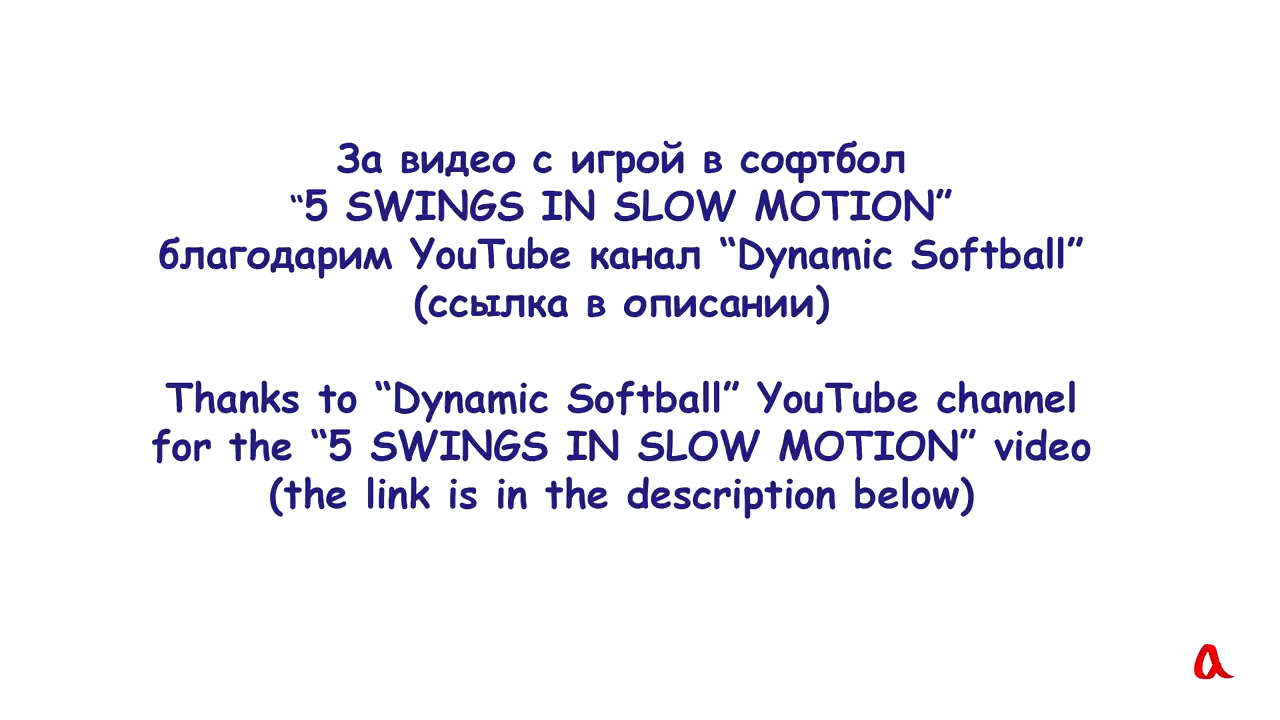 За видео с игрой в софтбол
“5 SWINGS IN SLOW MOTION”
благодарим YouTube канал “Dynamic Softball”
(ссылка в описании)
Thanks to “Dynamic Softball” YouTube channel
for the “5 SWINGS IN SLOW MOTION” video
(the link is in the description below)
a